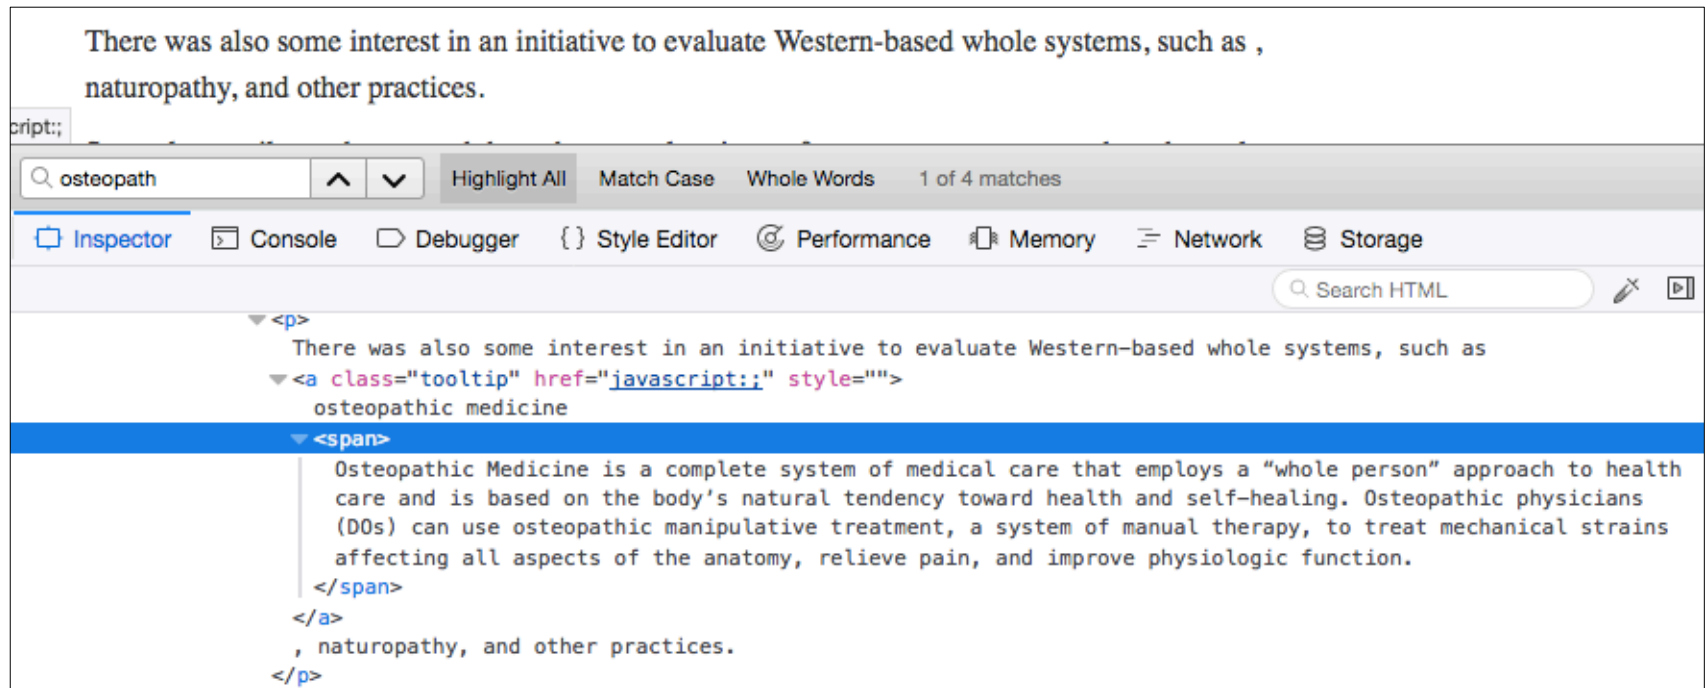 There was also some interest in an initiative to evaluate Western-based whole systems, such as ,
naturopathy, and other practices.
cript:;
osteopath Highlight All Match Case Whole Words 1 of 4 matches
Inspector Console Debugger { } Style Editor Performance Memory Network Storage
Search HTML
<p>
There was also some interest in an initiative to evaluate Western-based whole systems, such as
<a class="tooltip" href="javascript:;" style="">
osteopathic medicine
<span>
Osteopathic Medicine is a complete system of medical care that employs a “whole person” approach to health
care and is based on the body’s natural tendency toward health and self-healing. Osteopathic physicians
(DOs) can use osteopathic manipulative treatment, a system of manual therapy, to treat mechanical strains
affecting all aspects of the anatomy, relieve pain, and improve physiologic function.
</span>
</a>
, naturopathy, and other practices.
</p>